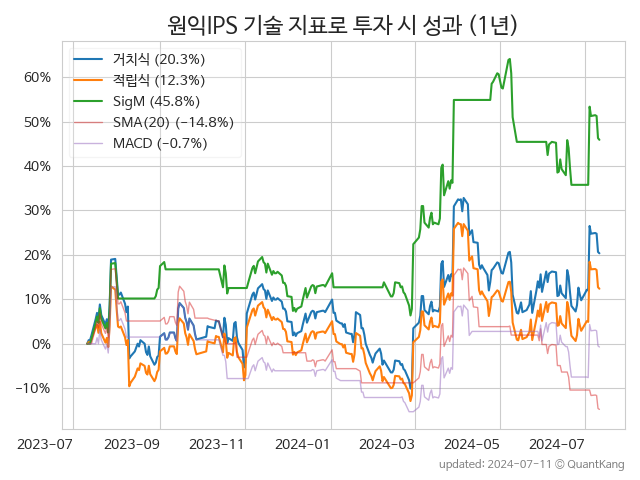 원익IPS 기술 지표로 투자 시 성과 (1년)
거치식 (20.3%)
적립식 (12.3%)
SigM (45.8%)
SMA(20) (−14.8%)
MACD (−0.7%)
60%
50%
40%
30%
20%
10%
0%
−10%
2023-07 2023-09 2023-11 2024-01 2024-03 2024-05 2024-07
updated: 2024-07-11 © QuantKang